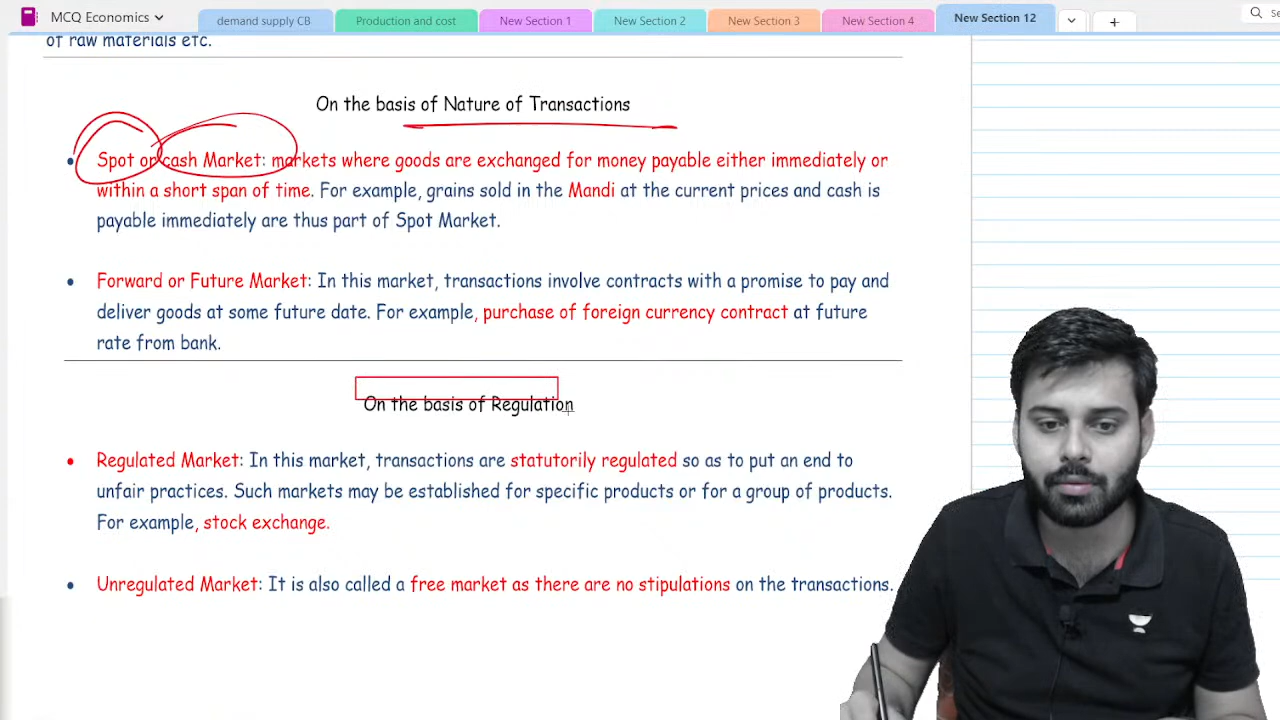 MCQ Economics
demand supply CB
Production and cost
New Section 1
New Section 2
New Section 3
New Section 4
New Section 12
of raw materials etc.
On the basis of Nature of Transactions
• Spot or cash Market: markets where goods are exchanged for money payable either immediately or
within a short span of time. For example, grains sold in the Mandi at the current prices and cash is
payable immediately are thus part of Spot Market.
• Forward or Future Market: In this market, transactions involve contracts with a promise to pay and
deliver goods at some future date. For example, purchase of foreign currency contract at future
rate from bank.
On the basis of Regulation
• Regulated Market: In this market, transactions are statutorily regulated so as to put an end to
unfair practices. Such markets may be established for specific products or for a group of products.
For example, stock exchange.
• Unregulated Market: It is also called a free market as there are no stipulations on the transactions.